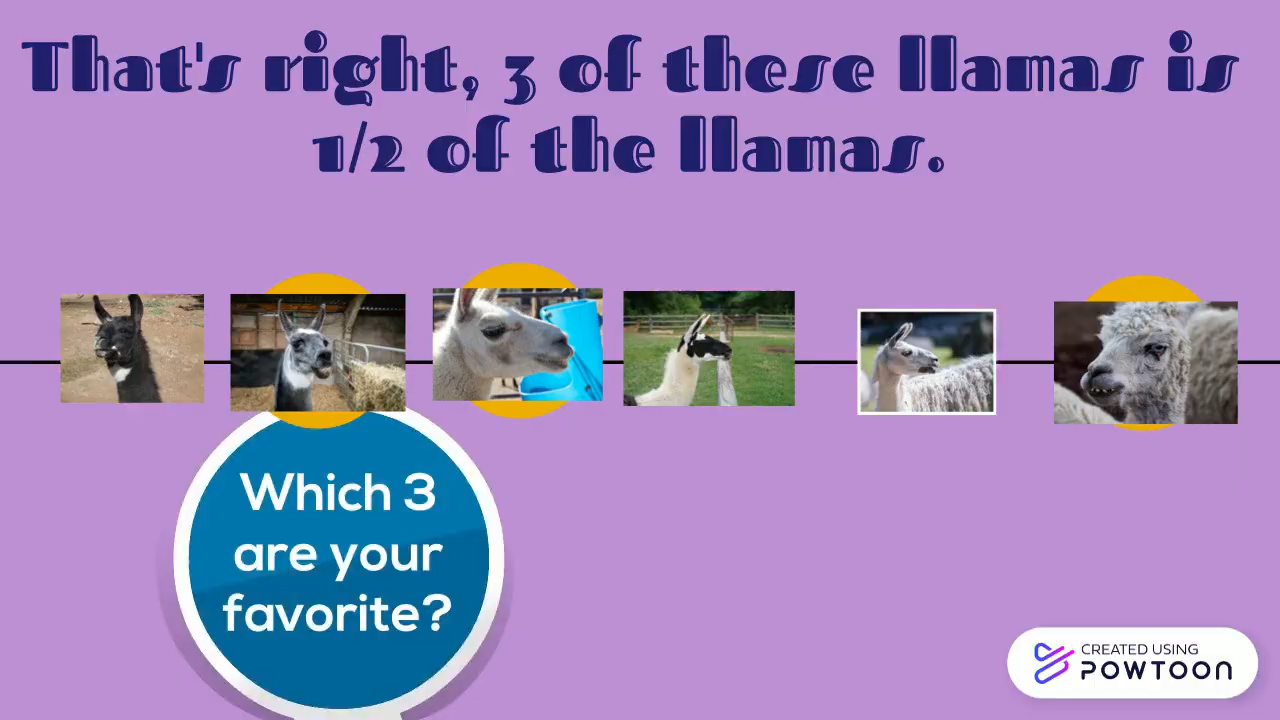 That's right, 3 of these llamas is
1/2 of the llamas.
Which 3
are your
favorite?
CREATED USING
POWTOON